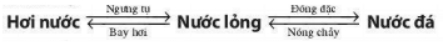 Ngưng tụ Đông đặc
Hơi nước Nước lỏng Nước đá
Bay hơi Nóng chảy